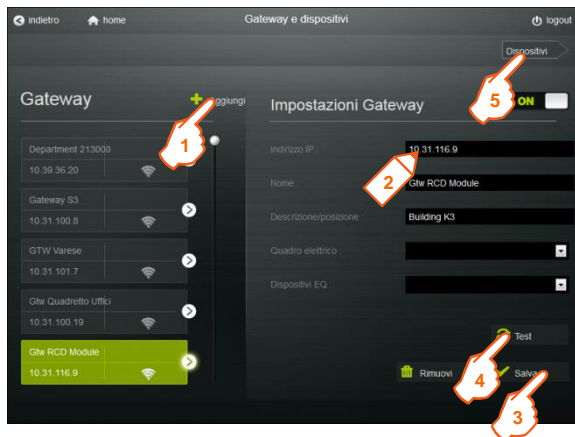 indietro home Gateway e dispositivi logout
Dispositivi
5
Gateway Aggiungi
1
Department 213000
10.39.36.20
Gateway S3
10.31.100.8
GTW Varese
10.31.101.7
Gtw Quadretto Uffici
10.31.100.19
Gtw RCD Module
10.31.116.9
Impostazioni Gateway ON
Indirizzo IP : 10.31.116.9
2
Nome : Gtw RCD Module
Descrizione/posizione : Building K3
Quadro elettrico :
Dispositivi EQ :
Test
4
Rimuovi Salva
3